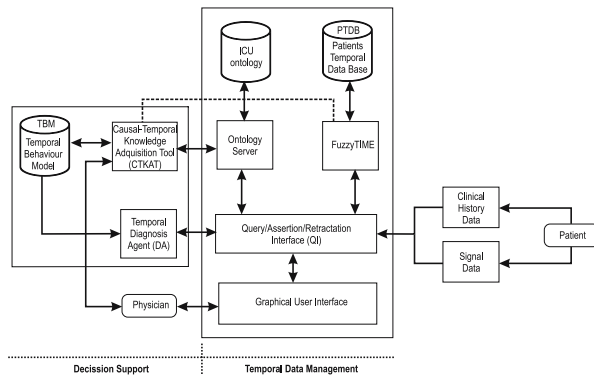 ICU
ontology
PTDB
Patients
Temporal
Data Base
TBM
Temporal
Behaviour
Model
Causal-Temporal
Knowledge
Adquisition Tool
(CTKAT)
Ontology
Server
FuzzyTIME
Temporal
Diagnosis
Agent (DA)
Query/Assertion/Retractation
Interface (QI)
Clinical
History
Data
Signal
Data
Patient
Physician
Graphical User Interface
Decission Support
Temporal Data Management